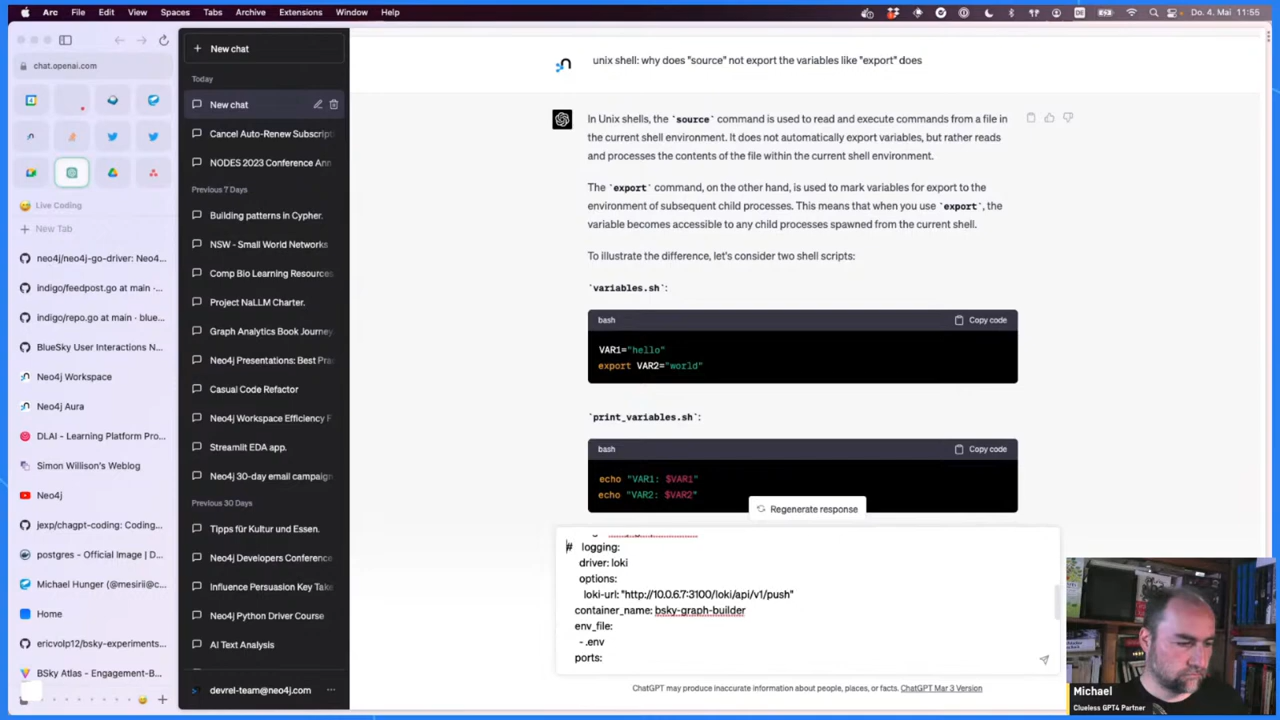 Arc File Edit View Spaces Tabs Archive Extensions Window Help
Do. 4. Mai 11:55
chat.openai.com
Live Coding
New Tab
neo4j/neo4j-go-driver: Neo4...
indigo/feedpost.go at main ·...
indigo/repo.go at main · blue...
BlueSky User Interactions N...
Neo4j Workspace
Neo4j Aura
DLAI - Learning Platform Pro...
Simon Willison's Weblog
Neo4j
jexp/chagpt-coding: Coding...
postgres - Official Image | D...
Michael Hunger (@mesirii@c...
Home
ericvolp12/bsky-experiments...
BSky Atlas - Engagement-B...
New chat
Today
New chat
Cancel Auto-Renew Subscripti
NODES 2023 Conference Ann
Previous 7 Days
Building patterns in Cypher.
NSW - Small World Networks
Comp Bio Learning Resources
Project NaLLM Charter.
Graph Analytics Book Journey
Neo4j Presentations: Best Pra
Casual Code Refactor
Neo4j Workspace Efficiency F
Streamlit EDA app.
Neo4j 30-day email campaign
Previous 30 Days
Tipps für Kultur und Essen.
Neo4j Developers Conference
Influence Persuasion Key Take
Neo4j Python Driver Course
AI Text Analysis
devrel-team@neo4j.com
unix shell: why does "source" not export the variables like "export" does
In Unix shells, the `source` command is used to read and execute commands from a file in
the current shell environment. It does not automatically export variables, but rather reads
and processes the contents of the file within the current shell environment.
The `export` command, on the other hand, is used to mark variables for export to the
environment of subsequent child processes. This means that when you use `export`, the
variable becomes accessible to any child processes spawned from the current shell.
To illustrate the difference, let's consider two shell scripts:
`variables.sh`:
bash Copy code
VAR1="hello"
export VAR2="world"
`print_variables.sh`:
bash Copy code
echo "VAR1: $VAR1"
echo "VAR2: $VAR2"
Regenerate response
# logging:
driver: loki
options:
loki-url: "http://10.0.6.7:3100/loki/api/v1/push"
container_name: bsky-graph-builder
env_file:
- .env
ports:
ChatGPT may produce inaccurate information about people, places, or facts. ChatGPT Mar 3 Version
Michael
Clueless GPT4 Partner